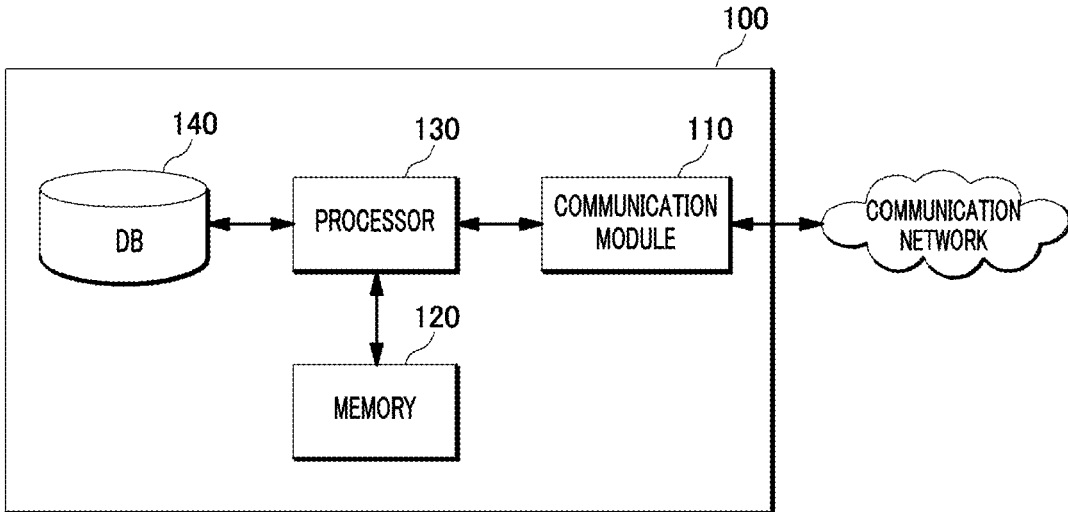 100
140
130
110
DB
PROCESSOR
COMMUNICATION
MODULE
COMMUNICATION
NETWORK
120
MEMORY